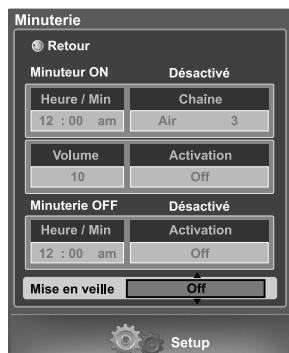 Minuterie
Retour
Minuteur ON Désactivé
Heure / Min Chaîne
12 : 00 am Air 3
Volume Activation
10 Off
Minuterie OFF Désactivé
Heure / Min Activation
12 : 00 am Off
Mise en veille Off
Setup